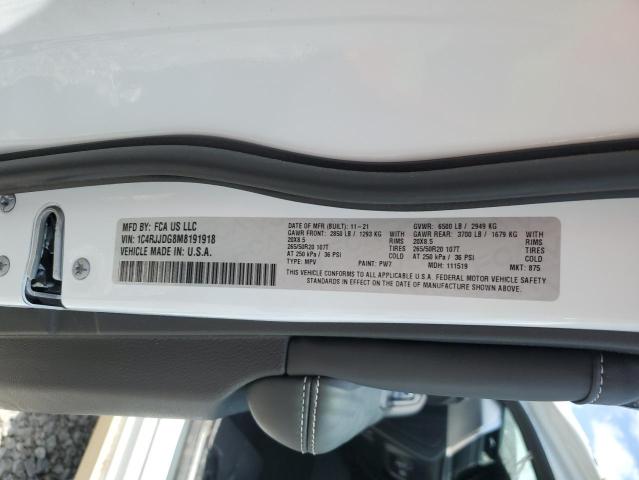 MFD BY: FCA US LLC
VIN: 1C4RJJDG8M8191918
VEHICLE MADE IN: U.S.A.
DATE OF MFR (BUILT): 11-21
GAWR FRONT: 2850 LB / 1293 KG WITH
20X8.5 RIMS
265/50R20 107T TIRES
AT 250 kPa / 36 PSI COLD
TYPE: MPV PAINT: PW7
GVWR: 6500 LB / 2949 KG
GAWR REAR: 3700 LB / 1679 KG WITH
20X8.5 RIMS
265/50R20 107T TIRES
AT 250 kPa / 36 PSI COLD
MDH: 111519 MKT: 875
THIS VEHICLE CONFORMS TO ALL APPLICABLE U.S.A. FEDERAL MOTOR VEHICLE SAFETY
STANDARDS IN EFFECT ON THE DATE OF MANUFACTURE SHOWN ABOVE.